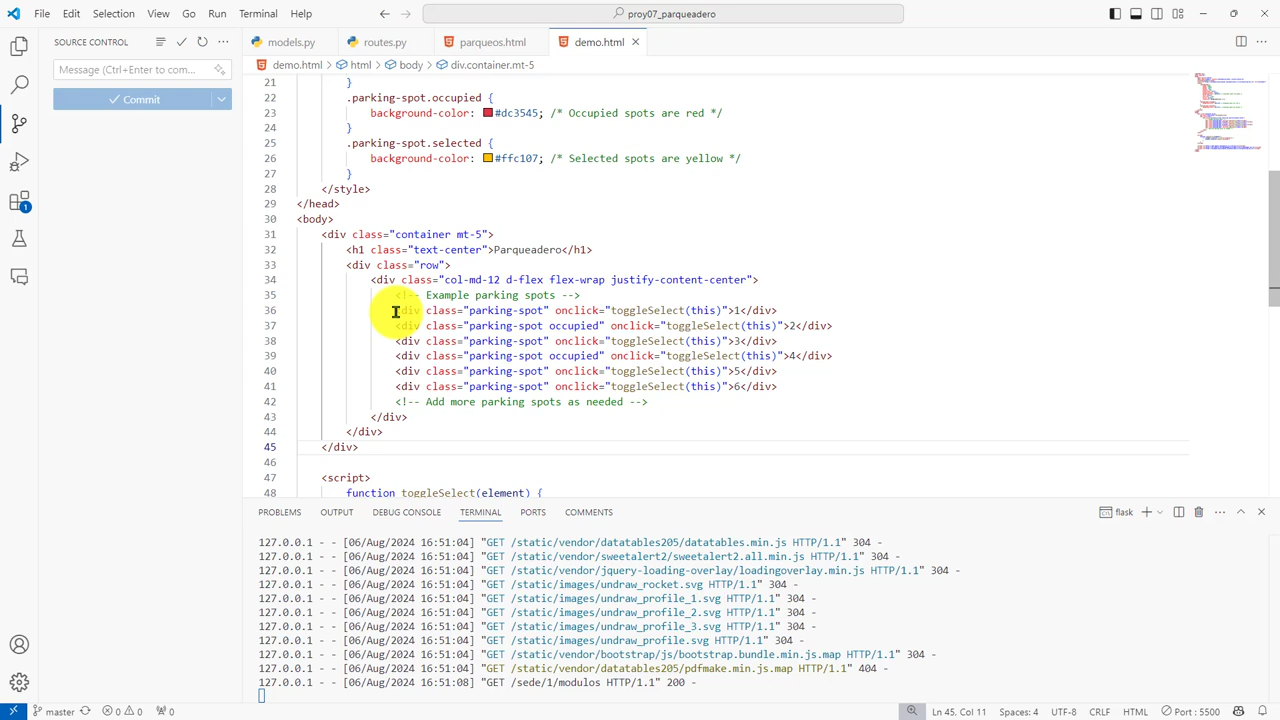 File Edit Selection View Go Run Terminal Help
proy07_parqueadero
SOURCE CONTROL
models.py routes.py parqueos.html demo.html
demo.html > html > body > div.container.mt-5
Message (Ctrl+Enter to com...
Commit
21 }
22 .parking-spot.occupied {
23 background-color: #dc3545; /* Occupied spots are red */
24 }
25 .parking-spot.selected {
26 background-color: #ffc107; /* Selected spots are yellow */
27 }
28 </style>
29 </head>
30 <body>
31 <div class="container mt-5">
32 <h1 class="text-center">Parqueadero</h1>
33 <div class="row">
34 <div class="col-md-12 d-flex flex-wrap justify-content-center">
35 <!-- Example parking spots -->
36 <div class="parking-spot" onclick="toggleSelect(this)">1</div>
37 <div class="parking-spot occupied" onclick="toggleSelect(this)">2</div>
38 <div class="parking-spot" onclick="toggleSelect(this)">3</div>
39 <div class="parking-spot occupied" onclick="toggleSelect(this)">4</div>
40 <div class="parking-spot" onclick="toggleSelect(this)">5</div>
41 <div class="parking-spot" onclick="toggleSelect(this)">6</div>
42 <!-- Add more parking spots as needed -->
43 </div>
44 </div>
45 </div>
46
47 <script>
48 function toggleSelect(element) {
PROBLEMS OUTPUT DEBUG CONSOLE TERMINAL PORTS COMMENTS
flask
127.0.0.1 - - [06/Aug/2024 16:51:04] "GET /static/vendor/datatables205/datatables.min.js HTTP/1.1" 304 -
127.0.0.1 - - [06/Aug/2024 16:51:04] "GET /static/vendor/sweetalert2/sweetalert2.all.min.js HTTP/1.1" 304 -
127.0.0.1 - - [06/Aug/2024 16:51:04] "GET /static/vendor/jquery-loading-overlay/loadingoverlay.min.js HTTP/1.1" 304 -
127.0.0.1 - - [06/Aug/2024 16:51:04] "GET /static/images/undraw_rocket.svg HTTP/1.1" 304 -
127.0.0.1 - - [06/Aug/2024 16:51:04] "GET /static/images/undraw_profile_1.svg HTTP/1.1" 304 -
127.0.0.1 - - [06/Aug/2024 16:51:04] "GET /static/images/undraw_profile_2.svg HTTP/1.1" 304 -
127.0.0.1 - - [06/Aug/2024 16:51:04] "GET /static/images/undraw_profile_3.svg HTTP/1.1" 304 -
127.0.0.1 - - [06/Aug/2024 16:51:04] "GET /static/images/undraw_profile.svg HTTP/1.1" 304 -
127.0.0.1 - - [06/Aug/2024 16:51:04] "GET /static/vendor/bootstrap/js/bootstrap.bundle.min.js.map HTTP/1.1" 304 -
127.0.0.1 - - [06/Aug/2024 16:51:04] "GET /static/vendor/datatables205/pdfmake.min.js.map HTTP/1.1" 404 -
127.0.0.1 - - [06/Aug/2024 16:51:08] "GET /sede/1/modulos HTTP/1.1" 200 -
1
master 0 0 0 Ln 45, Col 11 Spaces: 4 UTF-8 CRLF HTML Port : 5500